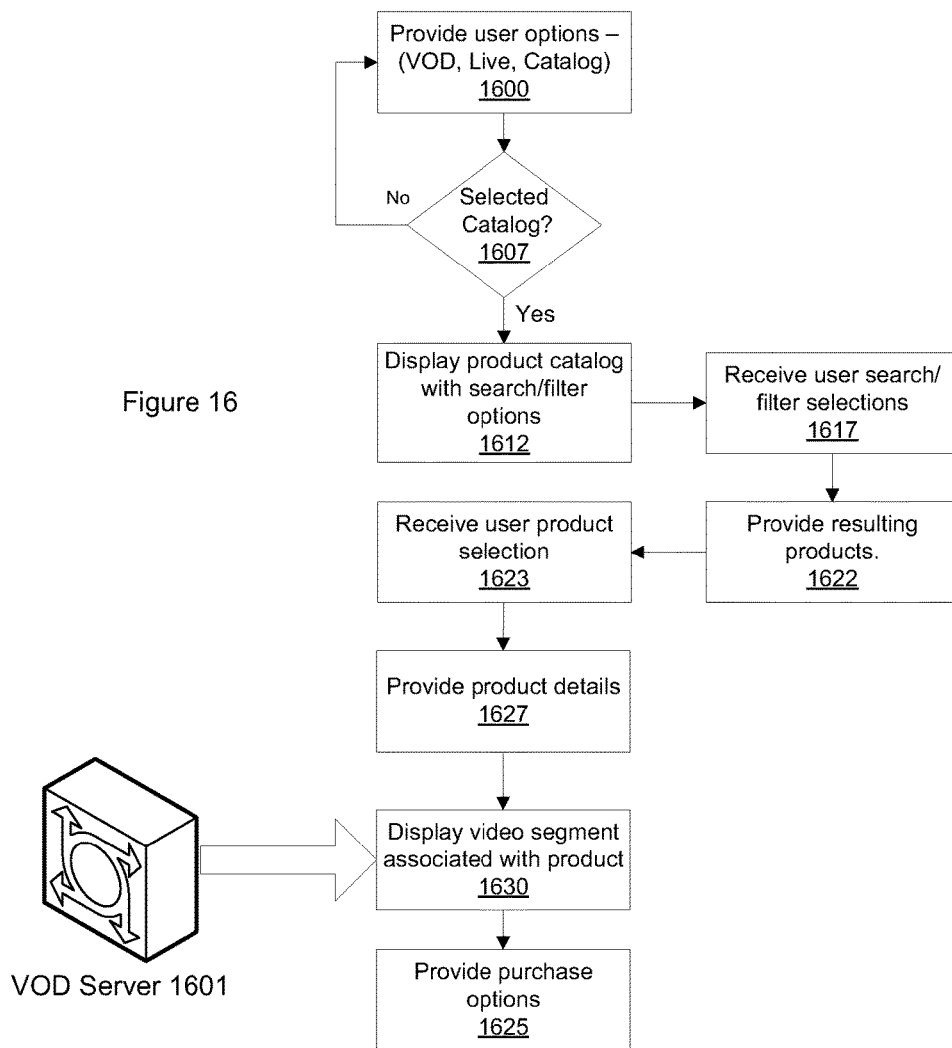 Provide user options –
(VOD, Live, Catalog)
1600
No
Selected
Catalog?
1607
Yes
Display product catalog
with search/filter
options
1612
Receive user search/
filter selections
1617
Figure 16
Receive user product
selection
1623
Provide resulting
products.
1622
Provide product details
1627
Display video segment
associated with product
1630
VOD Server 1601
Provide purchase
options
1625